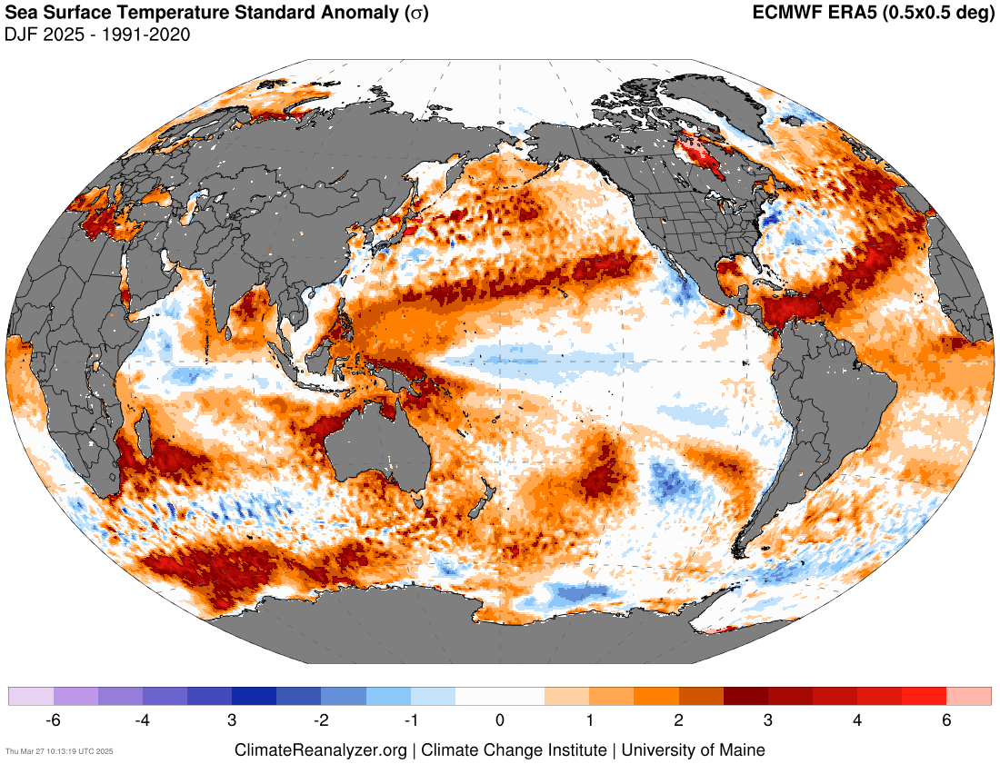 Sea Surface Temperature Standard Anomaly (σ)
ECMWF ERA5 (0.5x0.5 deg)
DJF 2025 - 1991-2020
-6 -4 3 -2 -1 0 1 2 3 4 6
Thu Mar 27 10:13:19 UTC 2025
ClimateReanalyzer.org | Climate Change Institute | University of Maine